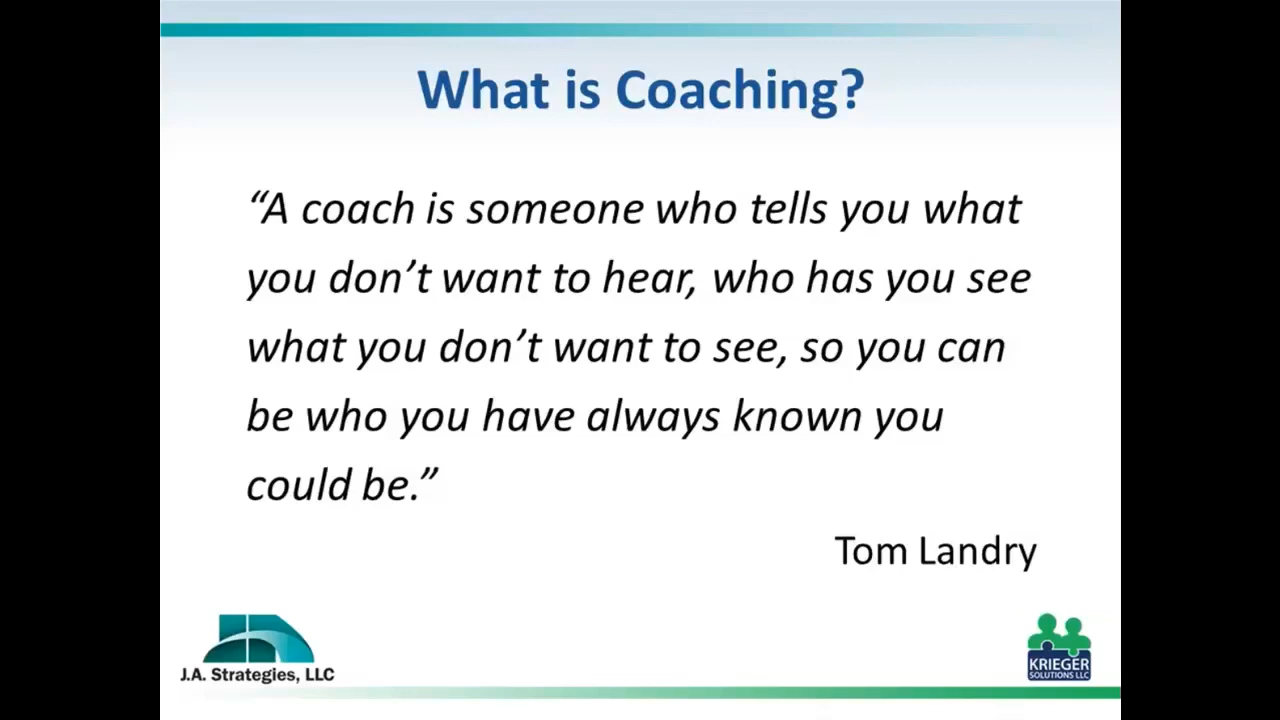 What is Coaching?
“A coach is someone who tells you what
you don’t want to hear, who has you see
what you don’t want to see, so you can
be who you have always known you
could be.”
Tom Landry
J.A. Strategies, LLC
KRIEGER
SOLUTIONS LLC